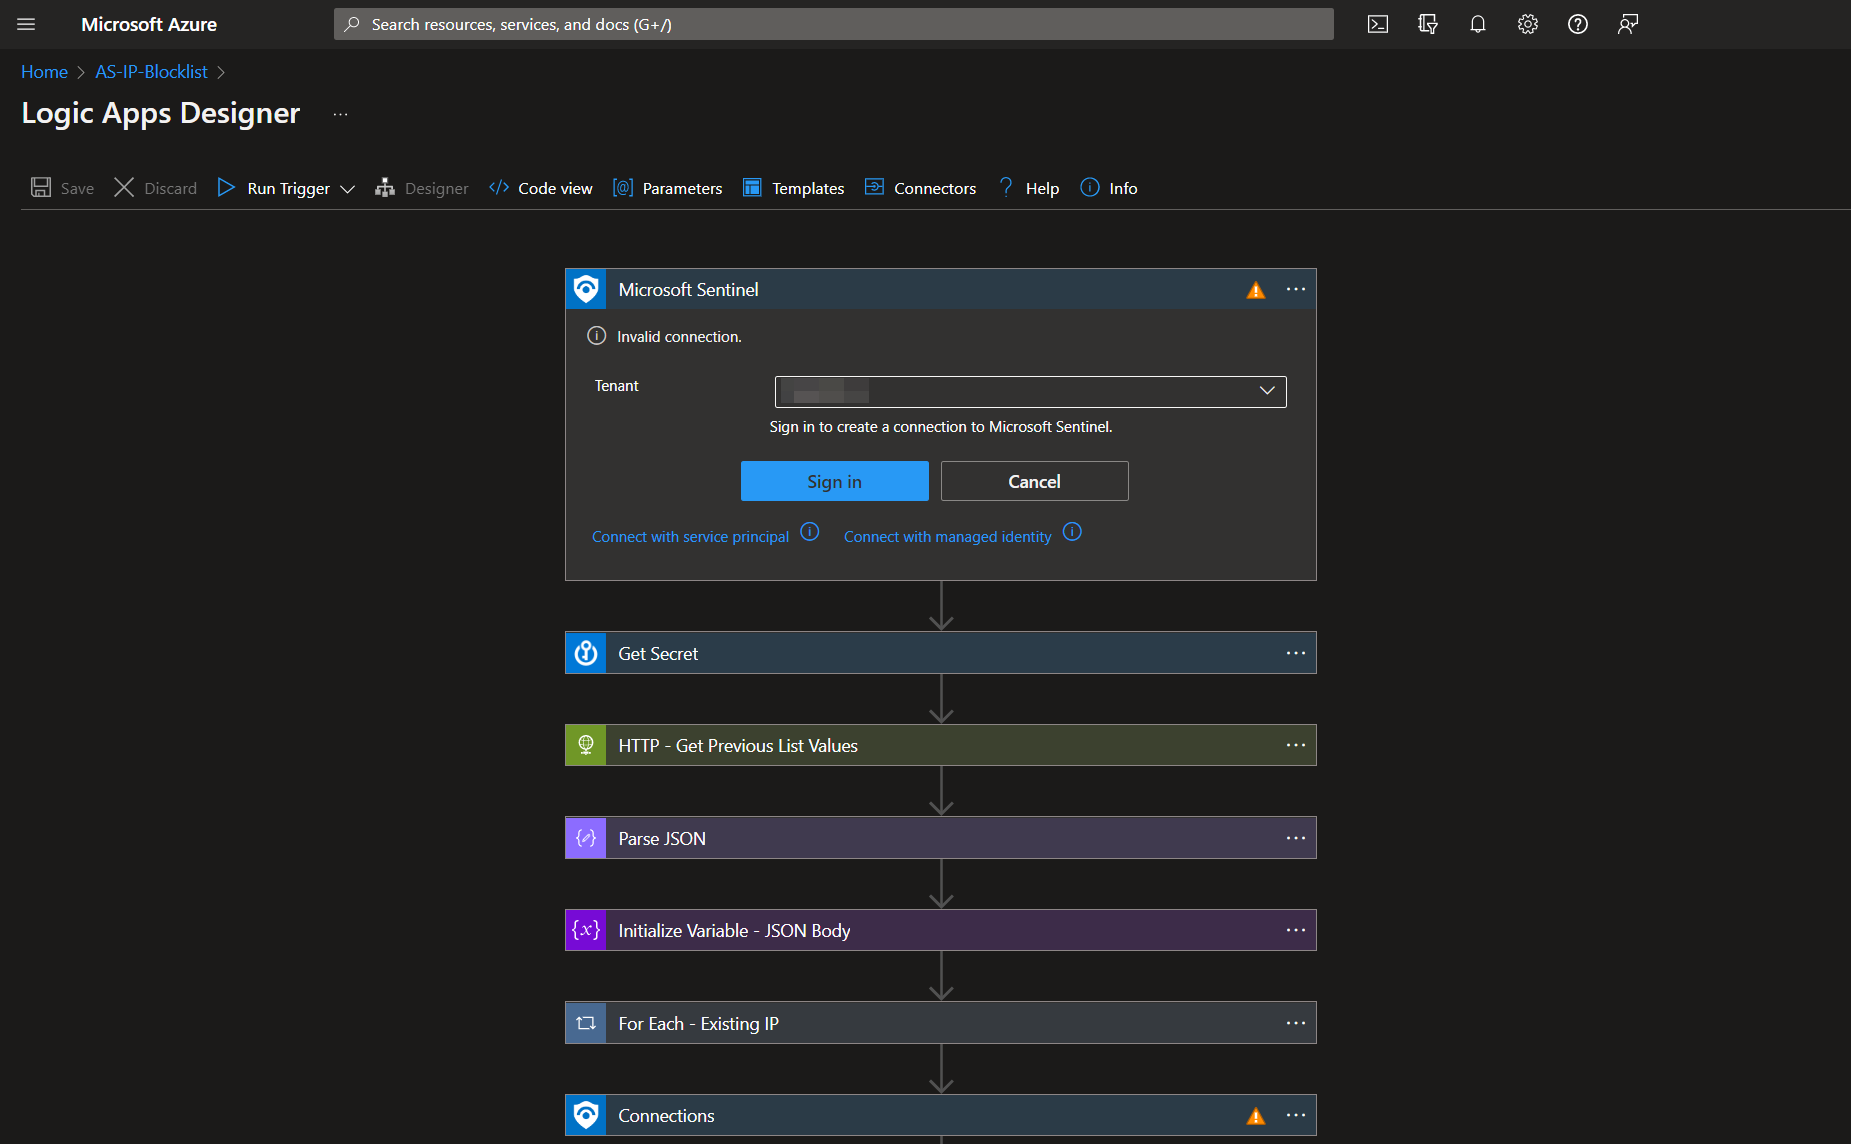 Microsoft Azure
Search resources, services, and docs (G+/)
Home > AS-IP-Blocklist >
Logic Apps Designer ...
Save Discard Run Trigger Designer Code view Parameters Templates Connectors Help Info
Microsoft Sentinel
Invalid connection.
Tenant
Sign in to create a connection to Microsoft Sentinel.
Sign in Cancel
Connect with service principal Connect with managed identity
Get Secret
HTTP - Get Previous List Values
Parse JSON
Initialize Variable - JSON Body
For Each - Existing IP
Connections